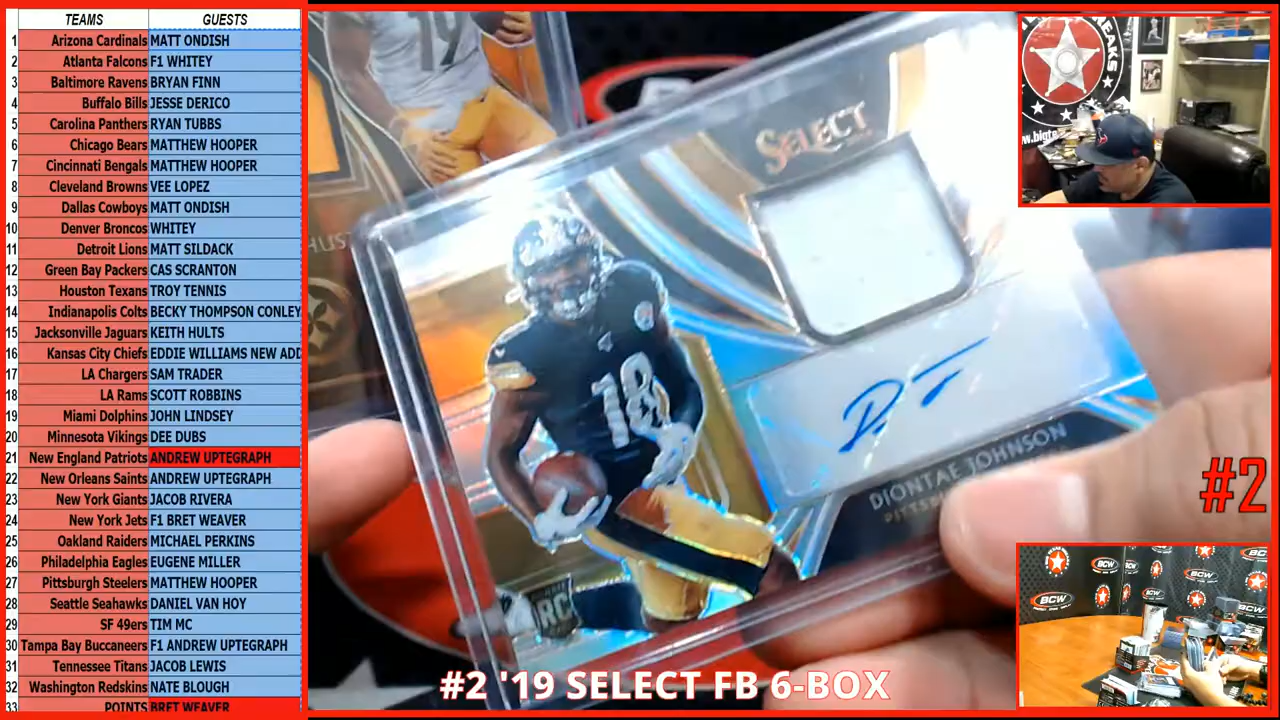 TEAMS GUESTS
1 Arizona Cardinals MATT ONDISH
2 Atlanta Falcons F1 WHITEY
3 Baltimore Ravens BRYAN FINN
4 Buffalo Bills JESSE DERICO
5 Carolina Panthers RYAN TUBBS
6 Chicago Bears MATTHEW HOOPER
7 Cincinnati Bengals MATTHEW HOOPER
8 Cleveland Browns VEE LOPEZ
9 Dallas Cowboys MATT ONDISH
10 Denver Broncos WHITEY
11 Detroit Lions MATT SILDACK
12 Green Bay Packers CAS SCRANTON
13 Houston Texans TROY TENNIS
14 Indianapolis Colts BECKY THOMPSON CONLEY
15 Jacksonville Jaguars KEITH HULTS
16 Kansas City Chiefs EDDIE WILLIAMS NEW ADD
17 LA Chargers SAM TRADER
18 LA Rams SCOTT ROBBINS
19 Miami Dolphins JOHN LINDSEY
20 Minnesota Vikings DEE DUBS
21 New England Patriots ANDREW UPTEGRAPH
22 New Orleans Saints ANDREW UPTEGRAPH
23 New York Giants JACOB RIVERA
24 New York Jets F1 BRET WEAVER
25 Oakland Raiders MICHAEL PERKINS
26 Philadelphia Eagles EUGENE MILLER
27 Pittsburgh Steelers MATTHEW HOOPER
28 Seattle Seahawks DANIEL VAN HOY
29 SF 49ers TIM MC
30 Tampa Bay Buccaneers F1 ANDREW UPTEGRAPH
31 Tennessee Titans JACOB LEWIS
32 Washington Redskins NATE BLOUGH
33 POINTS BRET WEAVER
19
SELECT
18
DIONTAE JOHNSON
RC
#2
#2 '19 SELECT FB 6-BOX
BCW
BCW
BCW
BCW